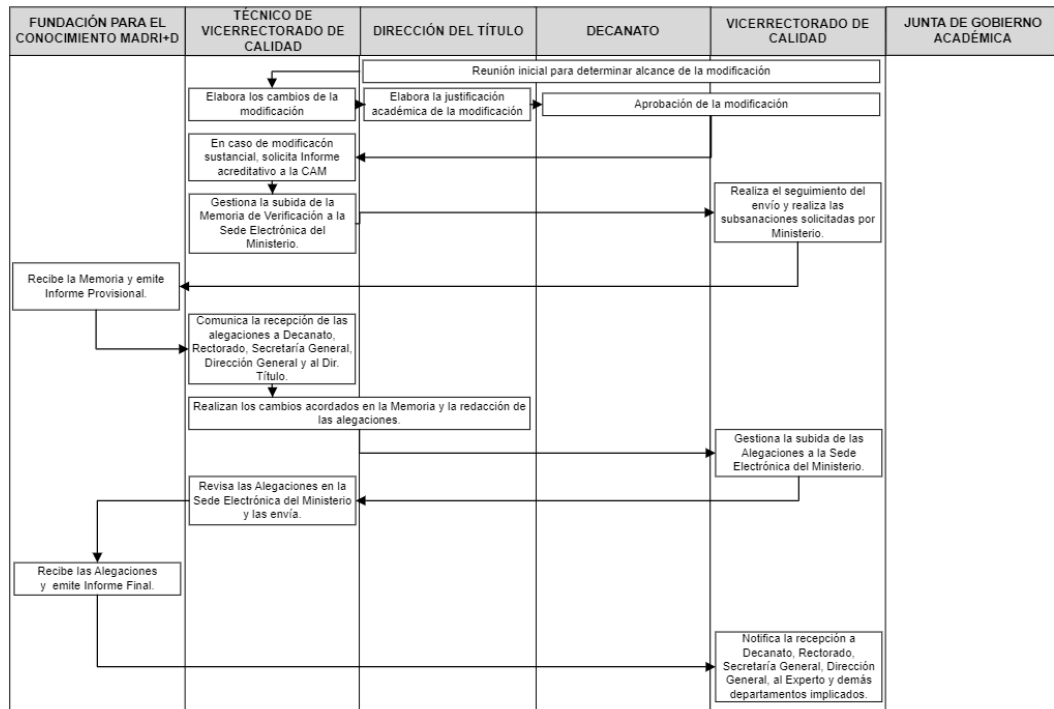 FUNDACIÓN PARA EL
CONOCIMIENTO MADRI+D
TÉCNICO DE
VICERRECTORADO DE
CALIDAD
DIRECCIÓN DEL TÍTULO
DECANATO
VICERRECTORADO DE
CALIDAD
JUNTA DE GOBIERNO
ACADÉMICA
Reunión inicial para determinar alcance de la modificación
Elabora los cambios de la
modificación
Elabora la justificación
académica de la modificación
Aprobación de la modificación
En caso de modificacón
sustancial, solicita Informe
acreditativo a la CAM
Gestiona la subida de la
Memoria de Verificación a la
Sede Electrónica del
Ministerio.
Realiza el seguimiento del
envío y realiza las
subsanaciones solicitadas por
Ministerio.
Recibe la Memoria y emite
Informe Provisional.
Comunica la recepción de las
alegaciones a Decanato,
Rectorado, Secretaría General,
Dirección General y al Dir.
Título.
Realizan los cambios acordados en la Memoria y la redacción de
las alegaciones.
Gestiona la subida de las
Alegaciones a la Sede
Electrónica del Ministerio.
Revisa las Alegaciones en la
Sede Electrónica del Ministerio
y las envía.
Recibe las Alegaciones
y emite Informe Final.
Notifica la recepción a
Decanato, Rectorado,
Secretaría General, Dirección
General, al Experto y demás
departamentos implicados.